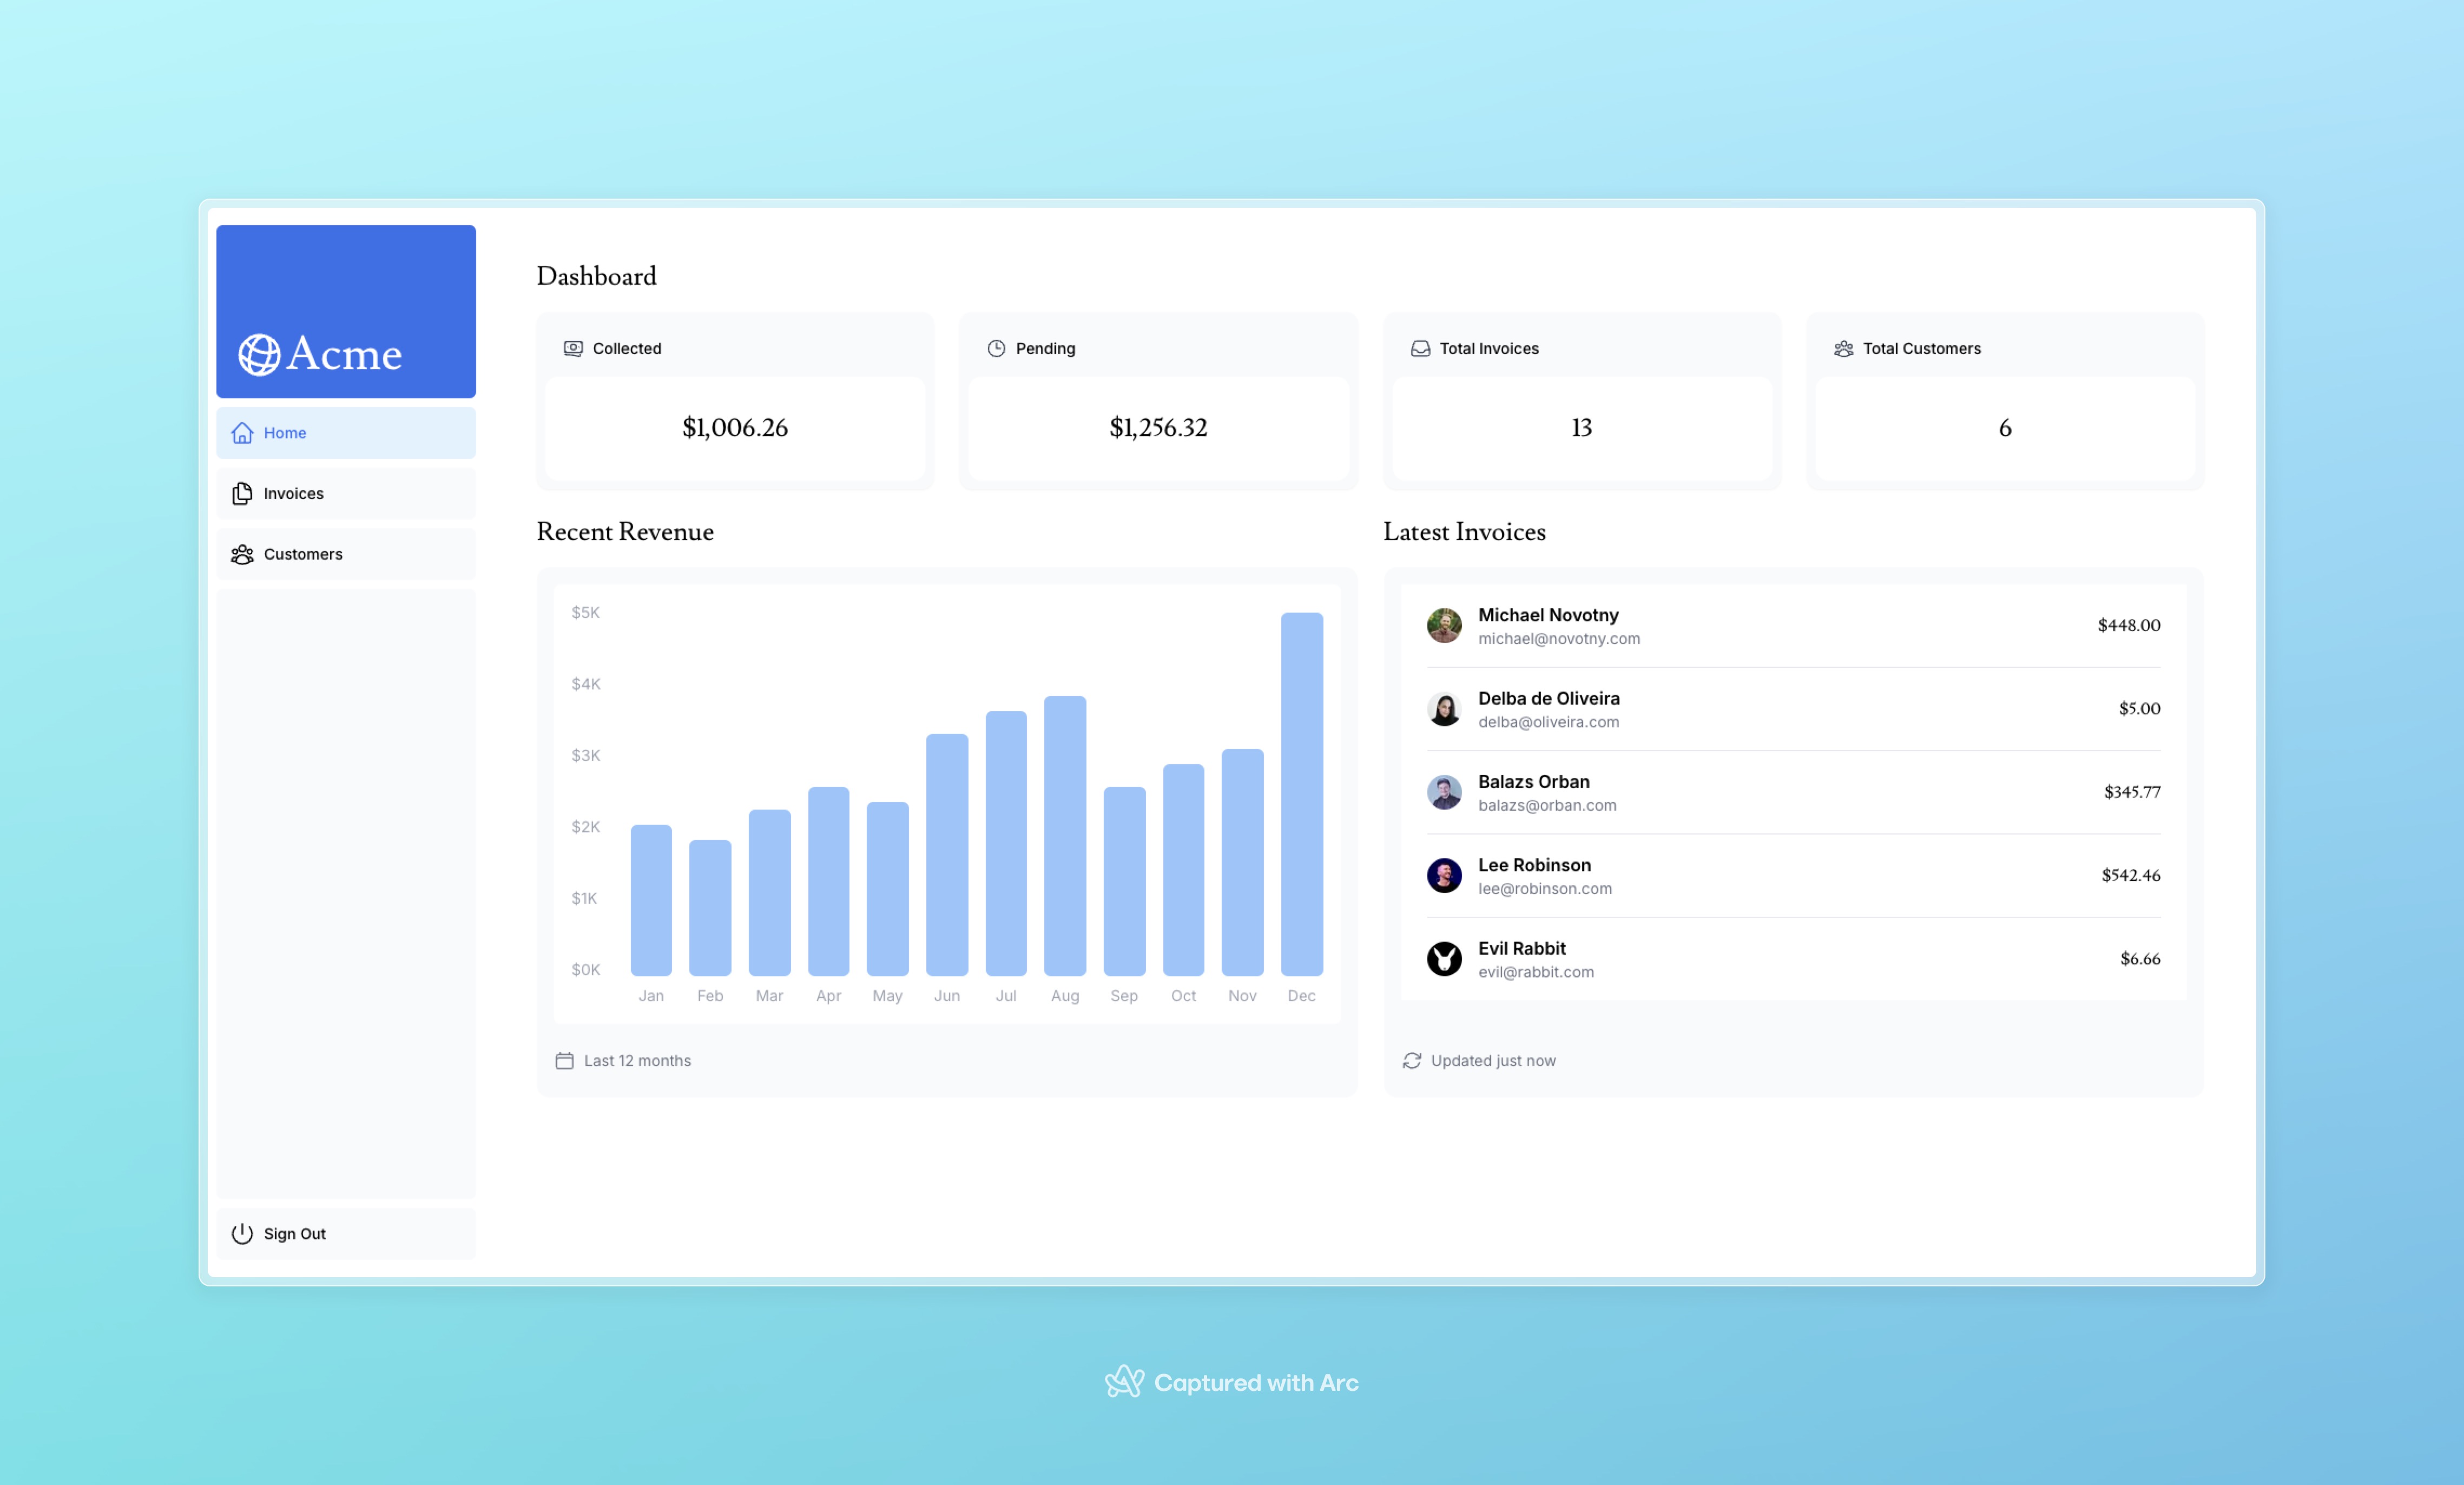 Acme
Home
Invoices
Customers
Sign Out
Dashboard
Collected
$1,006.26
Pending
$1,256.32
Total Invoices
13
Total Customers
6
Recent Revenue
$5K
$4K
$3K
$2K
$1K
$0K
Jan Feb Mar Apr May Jun Jul Aug Sep Oct Nov Dec
Last 12 months
Latest Invoices
Michael Novotny
michael@novotny.com
$448.00
Delba de Oliveira
delba@oliveira.com
$5.00
Balazs Orban
balazs@orban.com
$345.77
Lee Robinson
lee@robinson.com
$542.46
Evil Rabbit
evil@rabbit.com
$6.66
Updated just now
Captured with Arc